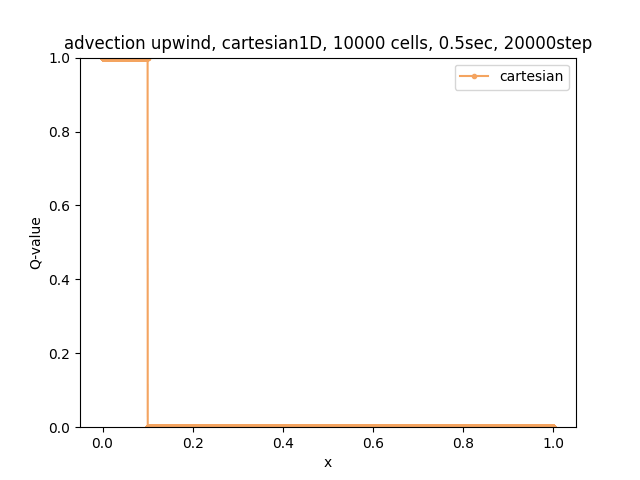 advection upwind, cartesian1D, 10000 cells, 0.5sec, 20000step
cartesian
1.0
0.8
0.6
0.4
0.2
0.0
Q-value
0.0 0.2 0.4 0.6 0.8 1.0
x